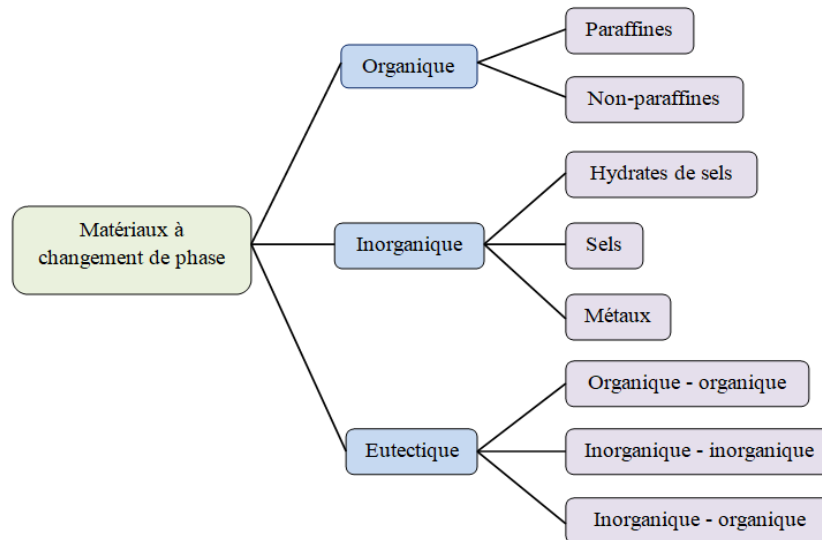 Matériaux à
changement de phase
Organique
Paraffines
Non-paraffines
Inorganique
Hydrates de sels
Sels
Métaux
Eutectique
Organique - organique
Inorganique - inorganique
Inorganique - organique